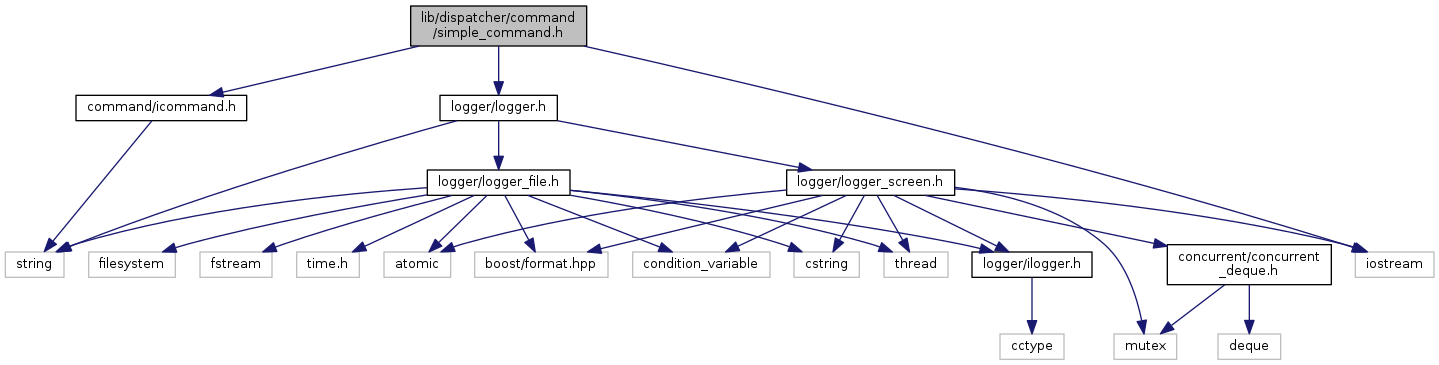 lib/dispatcher/command
/simple_command.h
command/icommand.h
logger/logger.h
logger/logger_file.h
logger/logger_screen.h
string
filesystem
fstream
time.h
atomic
boost/format.hpp
condition_variable
cstring
thread
logger/ilogger.h
concurrent/concurrent
_deque.h
iostream
cctype
mutex
deque